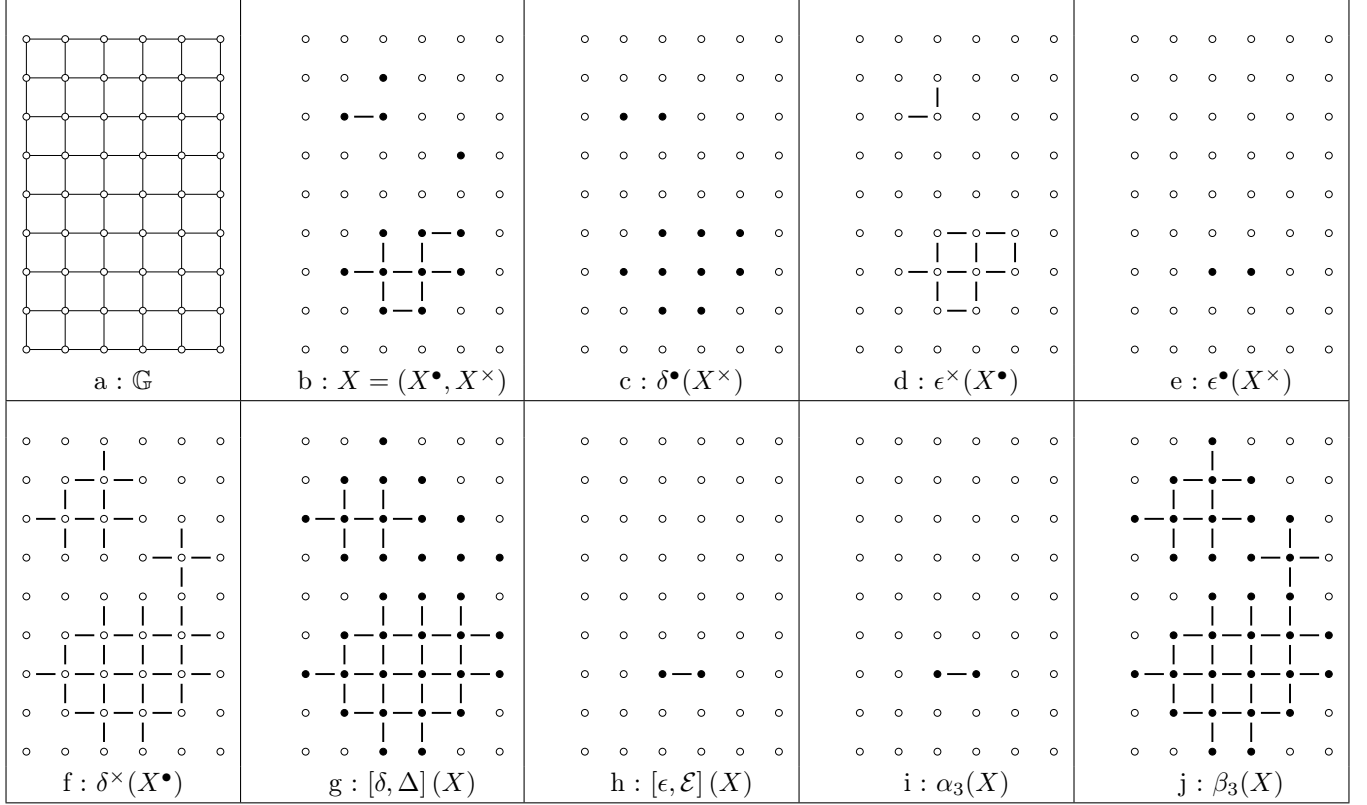 a : 𝔾
b : X = (X^•, X^×)
c : δ^•(X^×)
d : ϵ^×(X^•)
e : ϵ^•(X^×)
f : δ^×(X^•)
g : [δ, Δ] (X)
h : [ϵ, ℰ] (X)
i : α₃(X)
j : β₃(X)